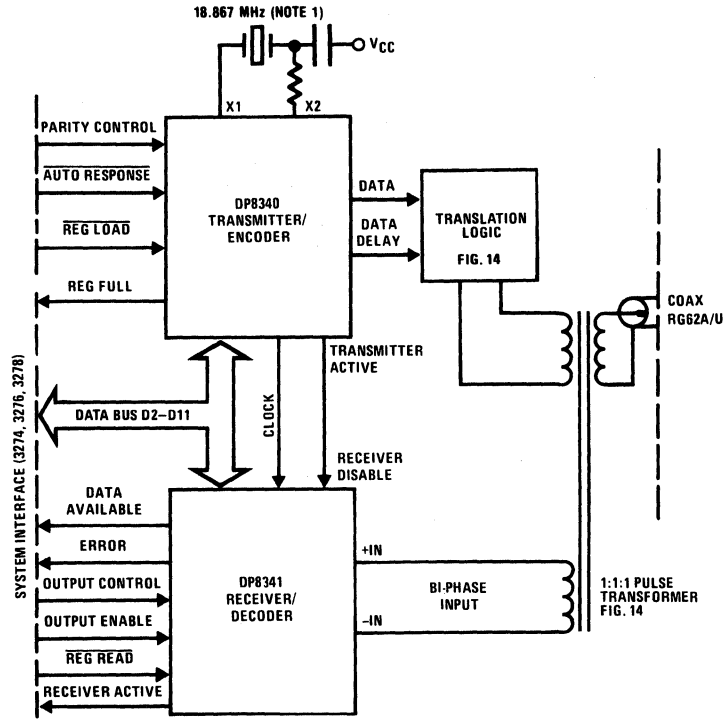 18.867 MHz (NOTE 1)
VCC
X1
X2
PARITY CONTROL
AUTO RESPONSE
REG LOAD
REG FULL
DP8340
TRANSMITTER/
ENCODER
DATA
DATA
DELAY
TRANSLATION
LOGIC
FIG. 14
COAX
RG62A/U
TRANSMITTER
ACTIVE
DATA BUS D2–D11
CLOCK
RECEIVER
DISABLE
SYSTEM INTERFACE (3274, 3276, 3278)
DATA
AVAILABLE
ERROR
OUTPUT CONTROL
OUTPUT ENABLE
REG READ
RECEIVER ACTIVE
DP8341
RECEIVER/
DECODER
+IN
BI-PHASE
INPUT
–IN
1:1:1 PULSE
TRANSFORMER
FIG. 14